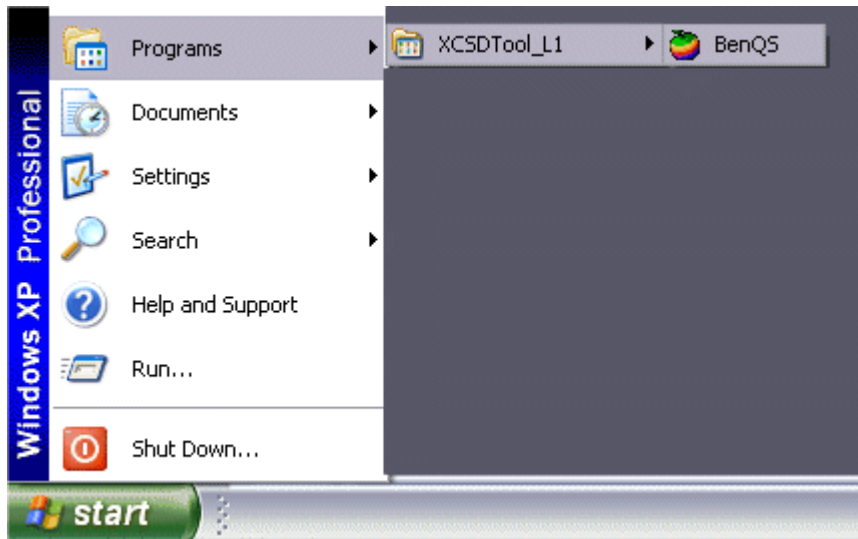 Windows XP Professional
Programs
XCSDTool_L1
BenQS
Documents
Settings
Search
Help and Support
Run...
Shut Down...
start